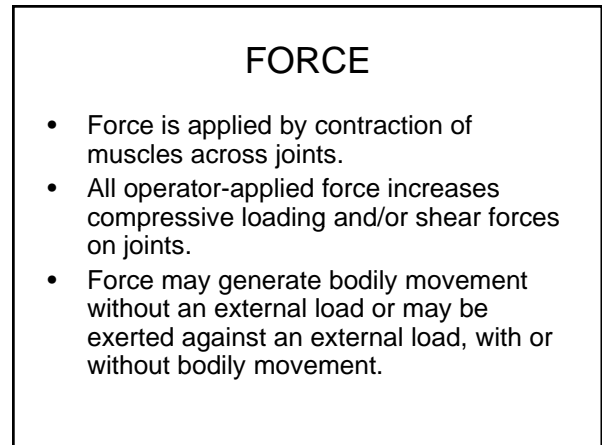 FORCE
• Force is applied by contraction of
muscles across joints.
• All operator-applied force increases
compressive loading and/or shear forces
on joints.
• Force may generate bodily movement
without an external load or may be
exerted against an external load, with or
without bodily movement.